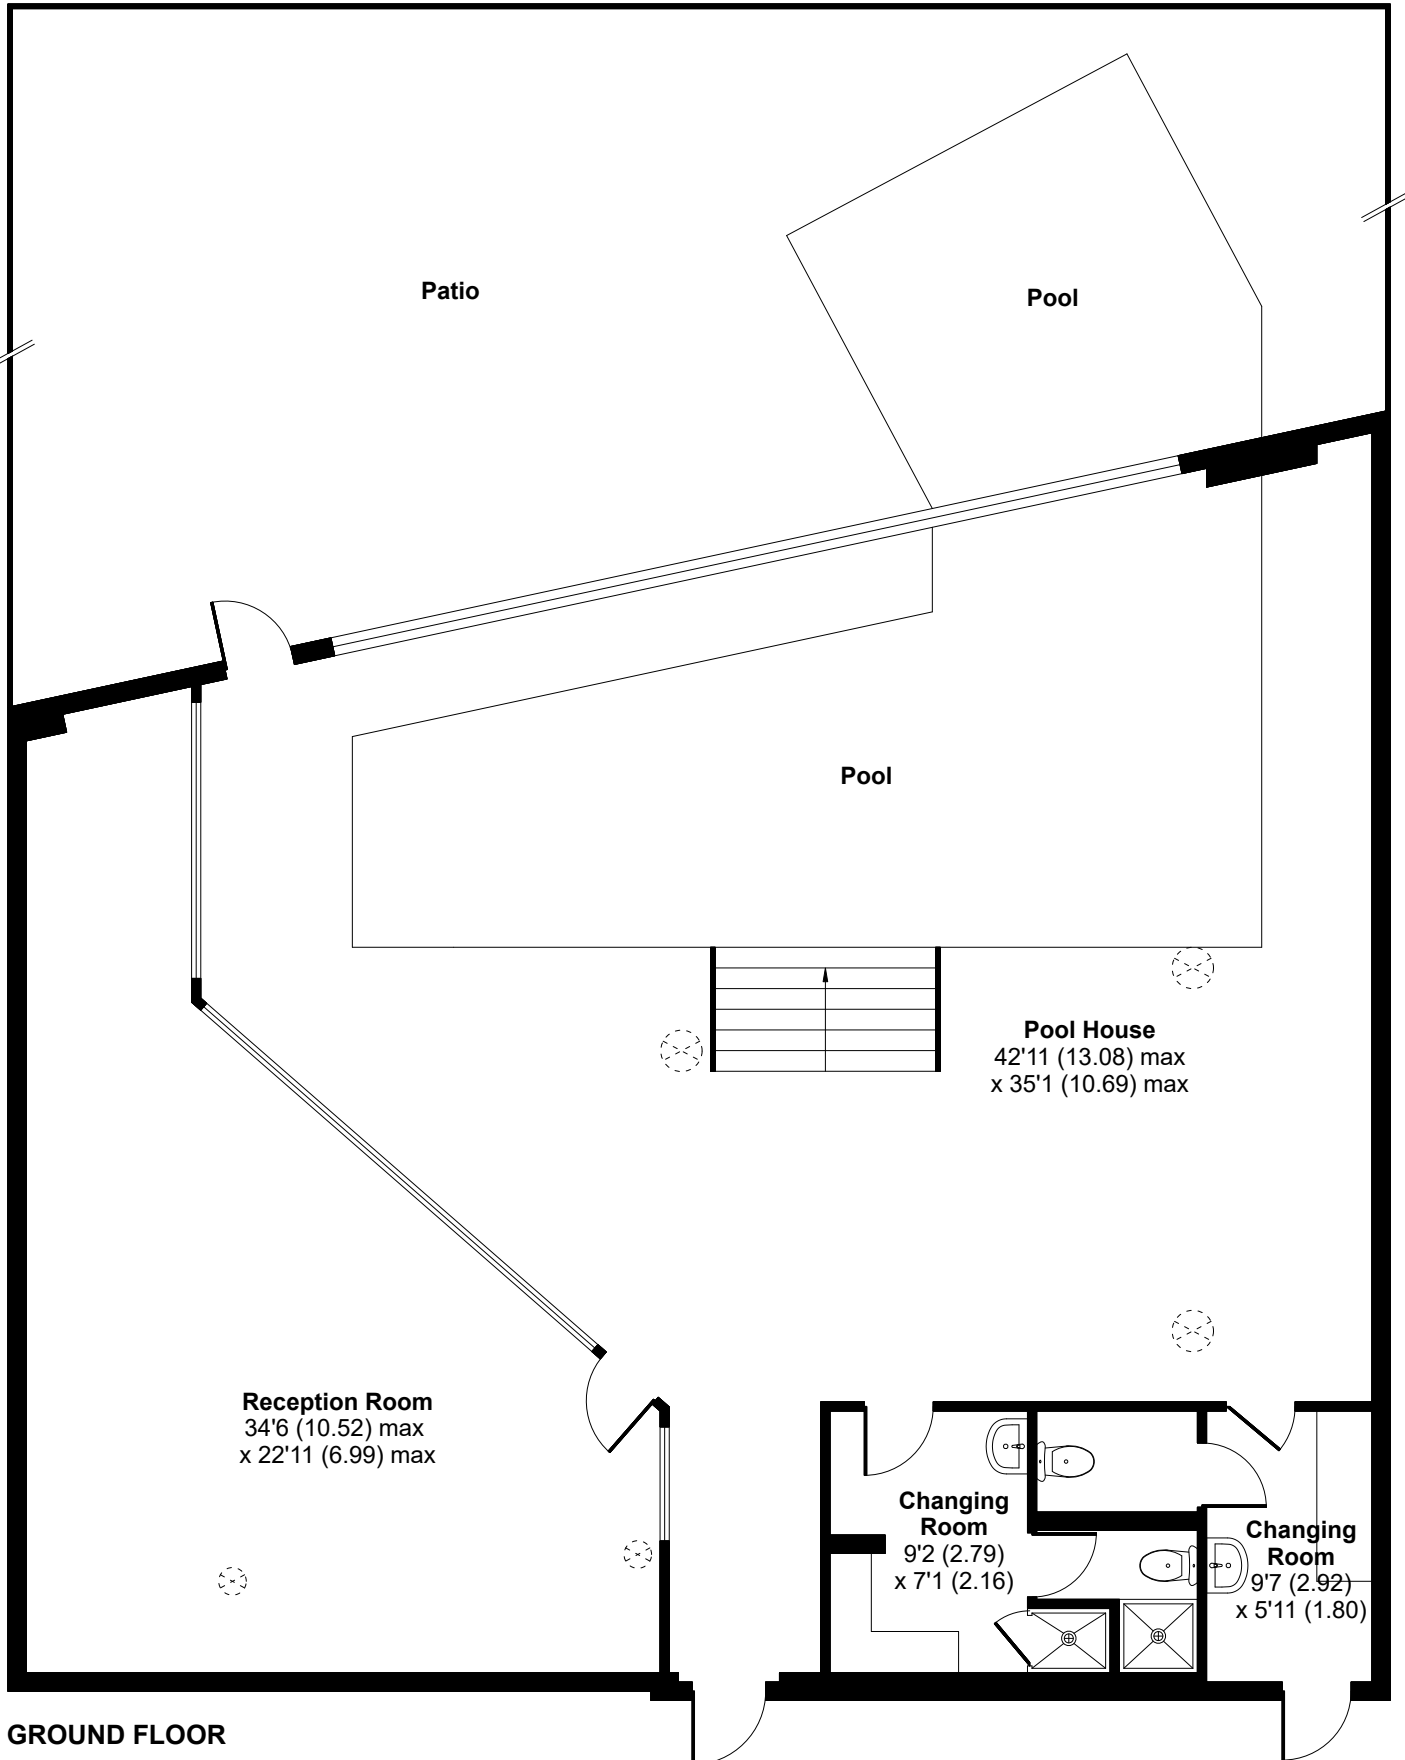 Patio
Pool
Pool
Pool House
42'11 (13.08) max
x 35'1 (10.69) max
Reception Room
34'6 (10.52) max
x 22'11 (6.99) max
Changing
Room
9'2 (2.79)
x 7'1 (2.16)
Changing
Room
9'7 (2.92)
x 5'11 (1.80)
GROUND FLOOR